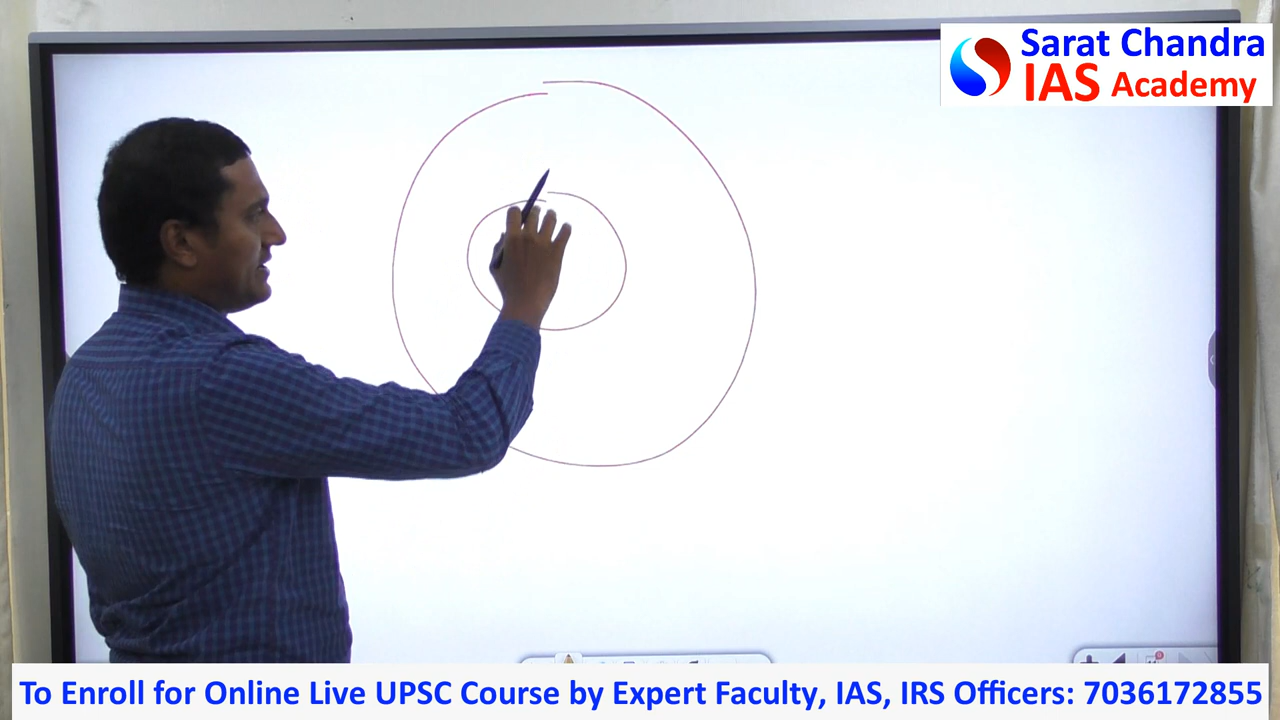 Sarat Chandra
IAS Academy
To Enroll for Online Live UPSC Course by Expert Faculty, IAS, IRS Officers: 7036172855